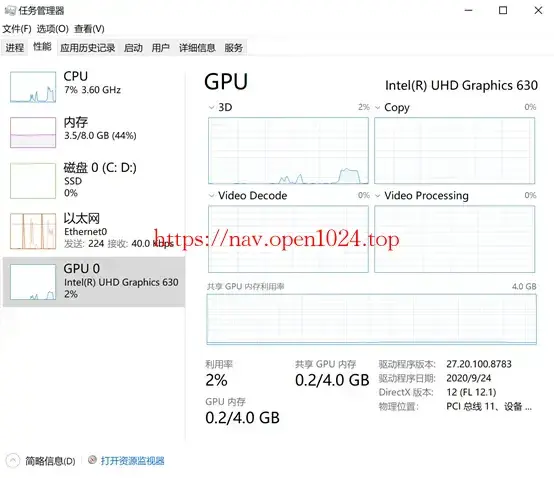 任务管理器
文件(F) 选项(O) 查看(V)
进程 性能 应用历史记录 启动 用户 详细信息 服务
CPU
7% 3.60 GHz
内存
3.5/8.0 GB (44%)
磁盘 0 (C: D:)
SSD
0%
以太网
Ethernet0
发送: 224 接收: 40.0 Kbps
GPU 0
Intel(R) UHD Graphics 630
2%
GPU
Intel(R) UHD Graphics 630
3D 2% Copy 0%
Video Decode 0% Video Processing 0%
https://nav.open1024.top
共享 GPU 内存利用率 4.0 GB
利用率
2%
共享 GPU 内存
0.2/4.0 GB
GPU 内存
0.2/4.0 GB
驱动程序版本: 27.20.100.8783
驱动程序日期: 2020/9/24
DirectX 版本: 12 (FL 12.1)
物理位置: PCI 总线 11、设备 ...
简略信息(D) 打开资源监视器